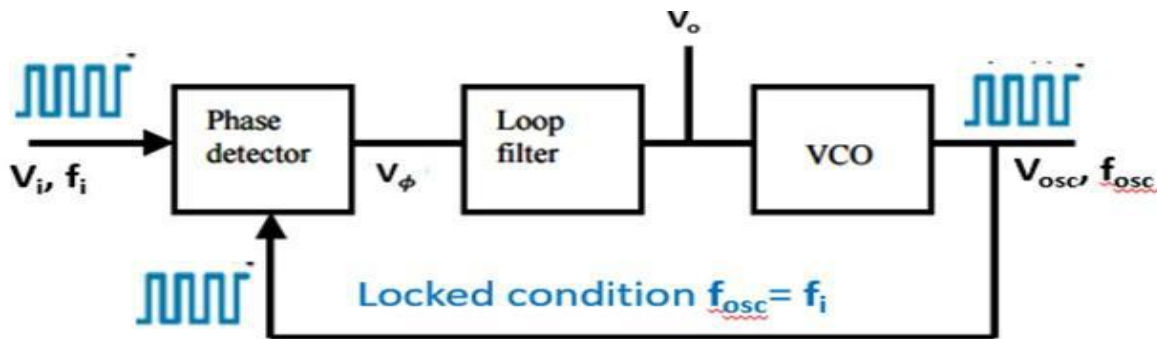 Vₒ
Phase
detector
Loop
filter
VCO
Vᵢ, fᵢ
V𝜙
Vosc, fosc
Locked condition fosc= fᵢ